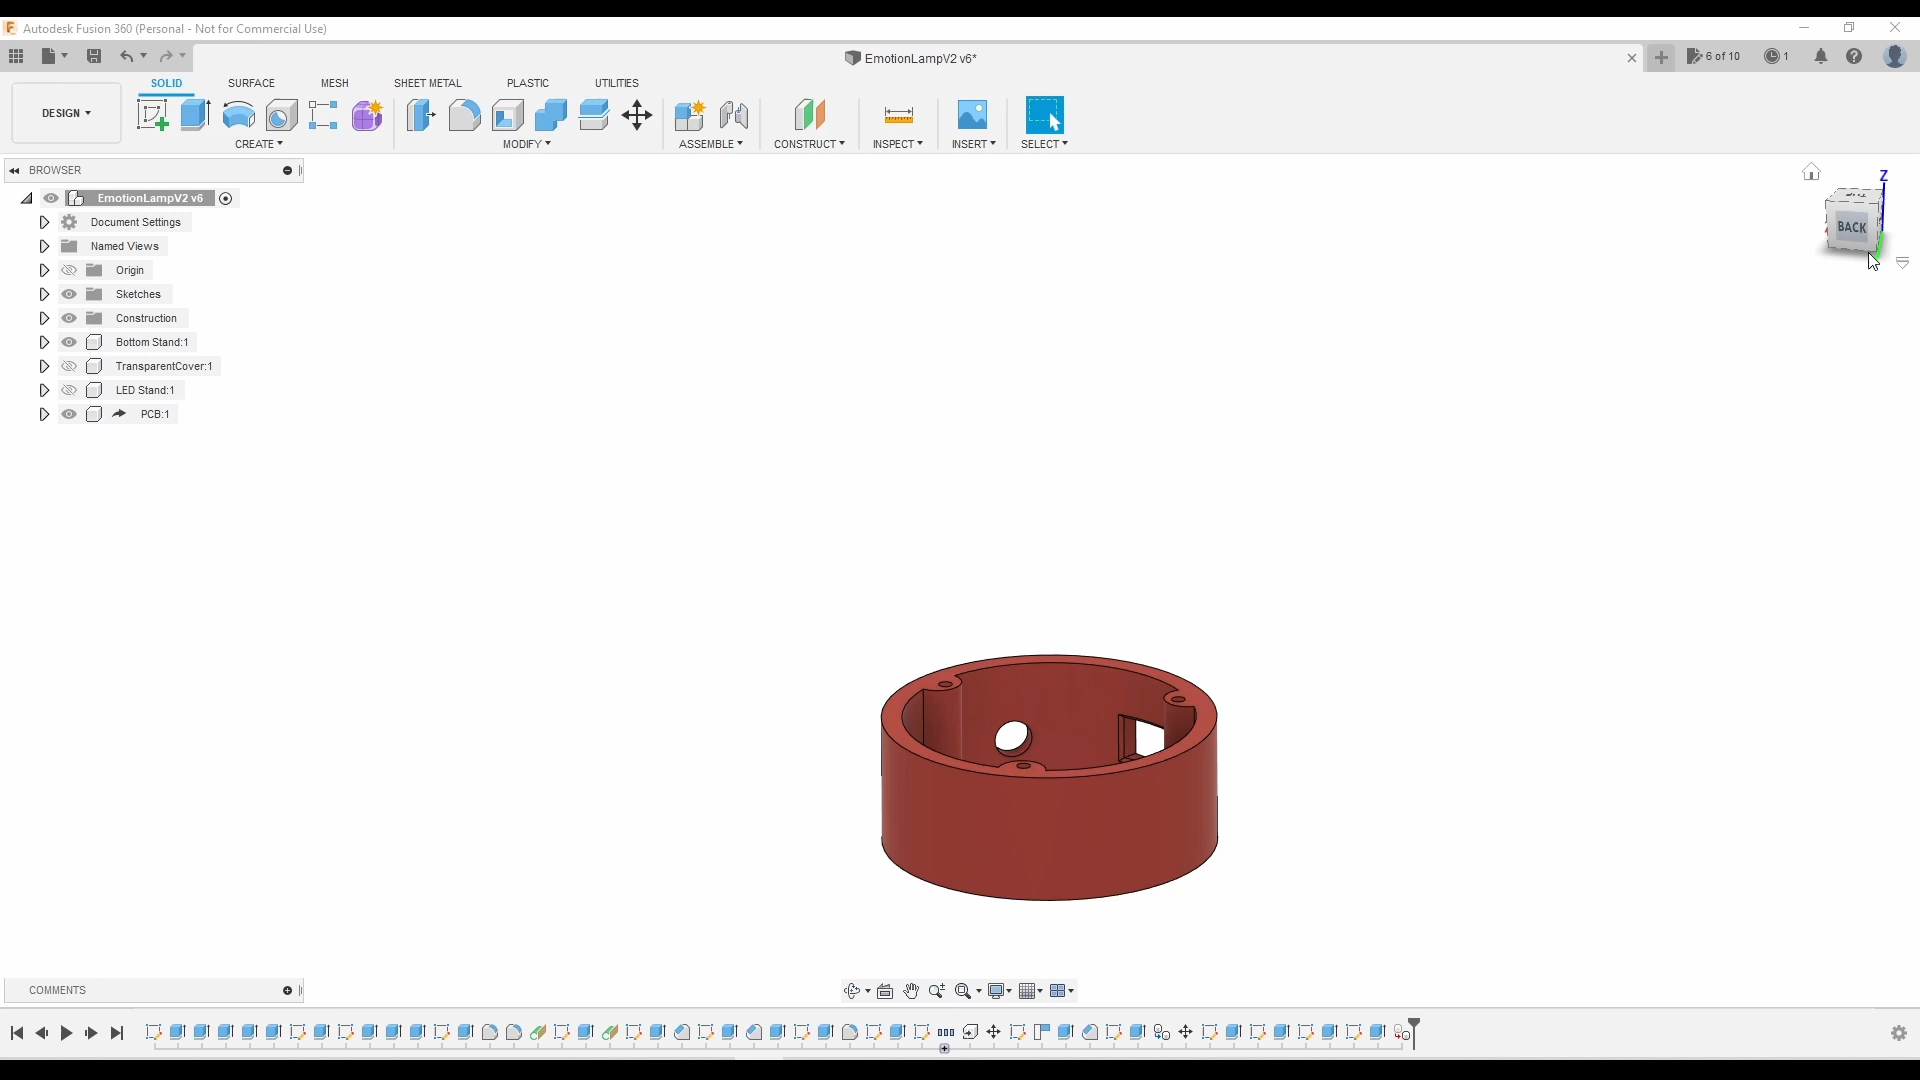 Autodesk Fusion 360 (Personal - Not for Commercial Use)
EmotionLampV2 v6*
6 of 10
1
SOLID
SURFACE
MESH
SHEET METAL
PLASTIC
UTILITIES
DESIGN
CREATE
MODIFY
ASSEMBLE
CONSTRUCT
INSPECT
INSERT
SELECT
BROWSER
EmotionLampV2 v6
Document Settings
Named Views
Origin
Sketches
Construction
Bottom Stand:1
TransparentCover:1
LED Stand:1
PCB:1
Z
BACK
COMMENTS